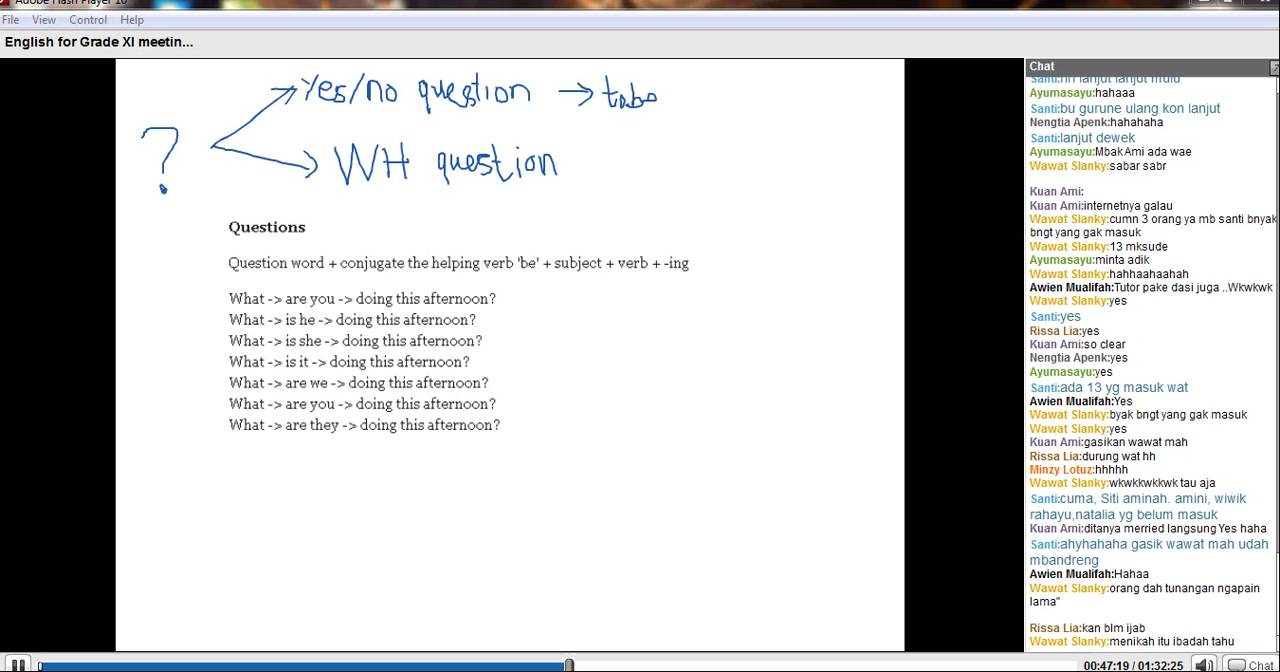 Adobe Flash Player 10
File View Control Help
English for Grade XI meetin...
Yes/no question → tobe
?
WH question
Questions
Question word + conjugate the helping verb 'be' + subject + verb + -ing
What -> are you -> doing this afternoon?
What -> is he -> doing this afternoon?
What -> is she -> doing this afternoon?
What -> is it -> doing this afternoon?
What -> are we -> doing this afternoon?
What -> are you -> doing this afternoon?
What -> are they -> doing this afternoon?
Chat
lanjut lanjut
Ayumasayu:hahaaa
Santi:bu gurune ulang kon lanjut
Nengtia Apenk:hahahaha
Santi:lanjut dewek
Ayumasayu:Mbak Ami ada wae
Wawat Slanky:sabar sabr
Kuan Ami:
Kuan Ami:internetnya galau
Wawat Slanky:cumn 3 orang ya mb santi bnyak
bngt yang gak masuk
Wawat Slanky:13 mksude
Ayumasayu:minta adik
Wawat Slanky:hahhaahaahah
Awien Mualifah:Tutor pake dasi juga ..Wkwkwk
Wawat Slanky:yes
Santi:yes
Rissa Lia:yes
Kuan Ami:so clear
Nengtia Apenk:yes
Ayumasayu:yes
Santi:ada 13 yg masuk wat
Awien Mualifah:Yes
Wawat Slanky:byak bngt yang gak masuk
Wawat Slanky:yes
Kuan Ami:gasikan wawat mah
Rissa Lia:durung wat hh
Minzy Lotuz:hhhhh
Wawat Slanky:wkwkkwkkwk tau aja
Santi:cuma, Siti aminah. amini, wiwik
rahayu,natalia yg belum masuk
Kuan Ami:ditanya merried langsung Yes haha
Santi:ahyhahaha gasik wawat mah udah
mbandreng
Awien Mualifah:Hahaa
Wawat Slanky:orang dah tunangan ngapain
lama"
Rissa Lia:kan blm ijab
Wawat Slanky:menikah itu ibadah tahu
00:47:19 / 01:32:25
Chat